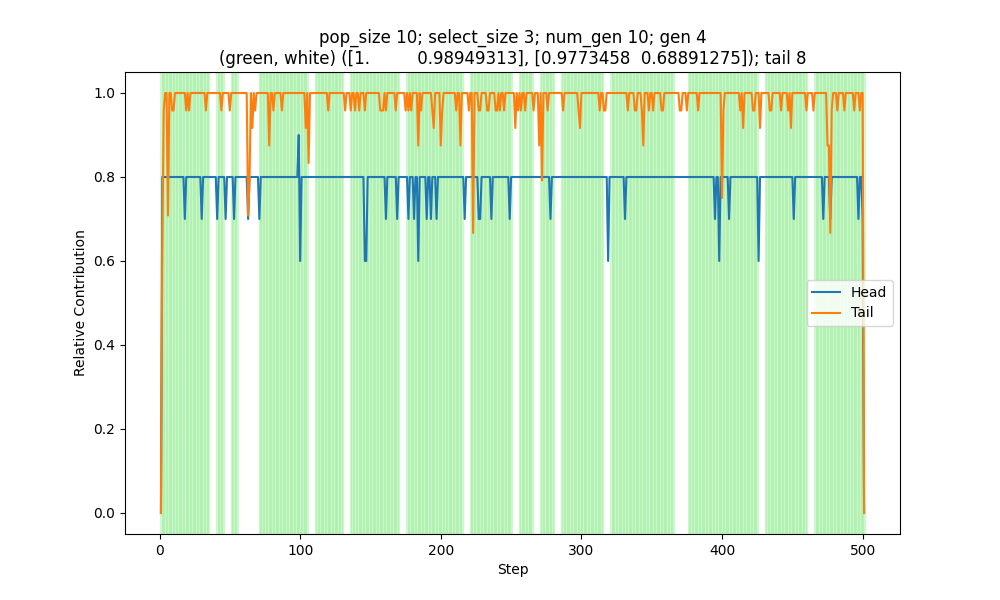 pop_size 10; select_size 3; num_gen 10; gen 4
(green, white) ([1.         0.98949313], [0.9773458  0.68891275]); tail 8
1.0
0.8
0.6
0.4
0.2
0.0
Relative Contribution
Head
Tail
0
100
200
300
400
500
Step